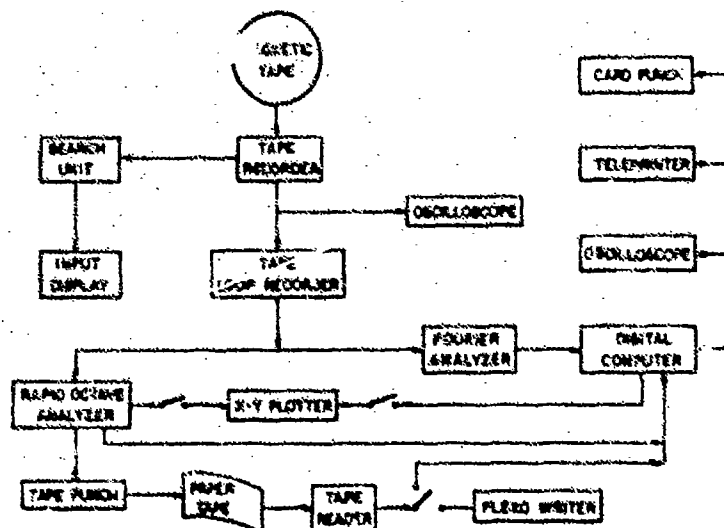 GNETIC
TAPE
CARD PUNCH
SEARCH
UNIT
TAPE
RECORDER
TELEPRINTER
OSCILLOSCOPE
INPUT
DISPLAY
TAPE
LOOP RECORDER
OSCILLOSCOPE
FOURIER
ANALYZER
DIGITAL
COMPUTER
RAPID OCTAVE
ANALYZER
X-Y PLOTTER
TAPE PUNCH
PAPER
TAPE
TAPE
READER
FLEXO WRITER